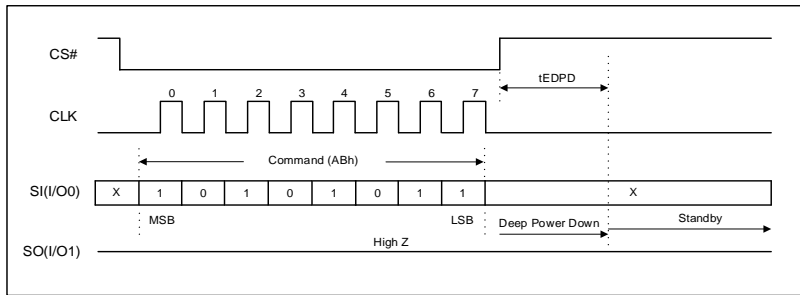 CS#
tEDPD
0 1 2 3 4 5 6 7
CLK
Command (ABh)
SI(I/O0) X 1 0 1 0 1 0 1 1 X
MSB LSB Deep Power Down Standby
High Z
SO(I/O1)